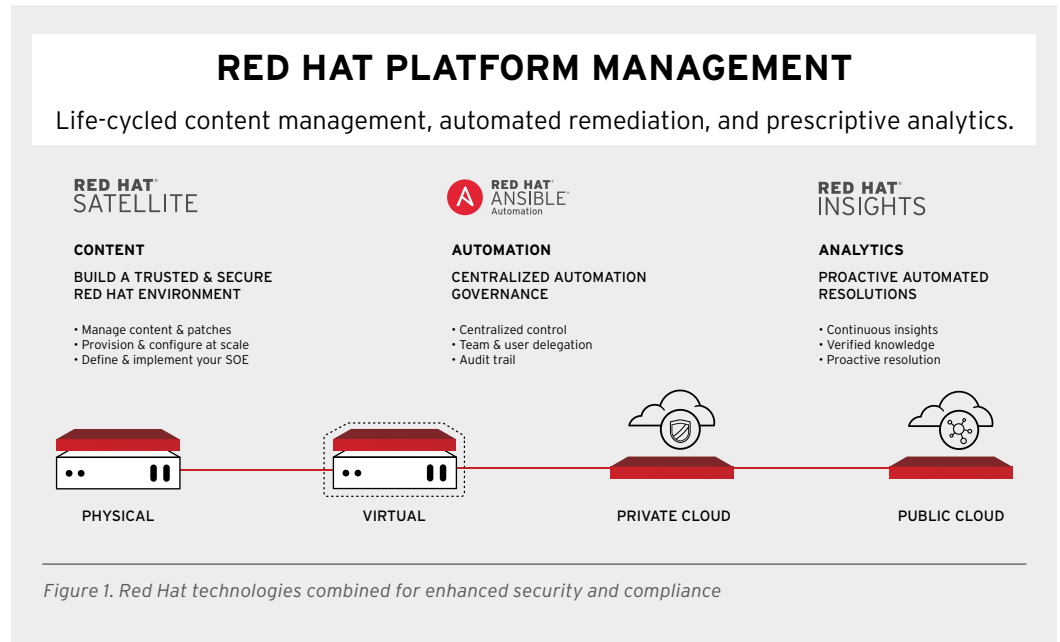 RED HAT PLATFORM MANAGEMENT
Life-cycled content management, automated remediation, and prescriptive analytics.
RED HAT®
SATELLITE
CONTENT
BUILD A TRUSTED & SECURE
RED HAT ENVIRONMENT
• Manage content & patches
• Provision & configure at scale
• Define & implement your SOE
RED HAT®
ANSIBLE®
Automation
AUTOMATION
CENTRALIZED AUTOMATION
GOVERNANCE
• Centralized control
• Team & user delegation
• Audit trail
RED HAT®
INSIGHTS
ANALYTICS
PROACTIVE AUTOMATED
RESOLUTIONS
• Continuous insights
• Verified knowledge
• Proactive resolution
PHYSICAL
VIRTUAL
PRIVATE CLOUD
PUBLIC CLOUD
Figure 1. Red Hat technologies combined for enhanced security and compliance